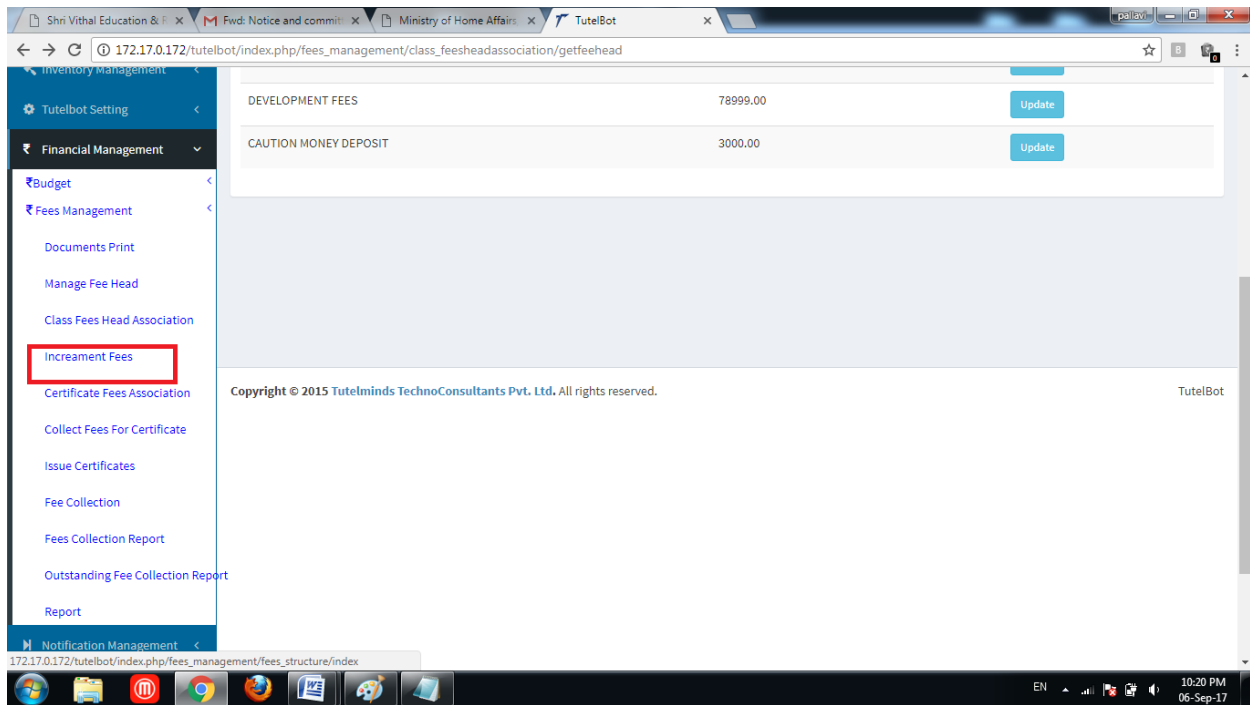 Shri Vithal Education & R
Fwd: Notice and committ
Ministry of Home Affairs
TutelBot
pallavi
172.17.0.172/tutelbot/index.php/fees_management/class_feesheadassociation/getfeehead
Inventory Management
Tutelbot Setting
₹ Financial Management
₹Budget
₹ Fees Management
Documents Print
Manage Fee Head
Class Fees Head Association
Increament Fees
Certificate Fees Association
Collect Fees For Certificate
Issue Certificates
Fee Collection
Fees Collection Report
Outstanding Fee Collection Report
Report
Notification Management
DEVELOPMENT FEES 78999.00 Update
CAUTION MONEY DEPOSIT 3000.00 Update
Copyright © 2015 Tutelminds TechnoConsultants Pvt. Ltd. All rights reserved. TutelBot
172.17.0.172/tutelbot/index.php/fees_management/fees_structure/index
EN
10:20 PM
06-Sep-17